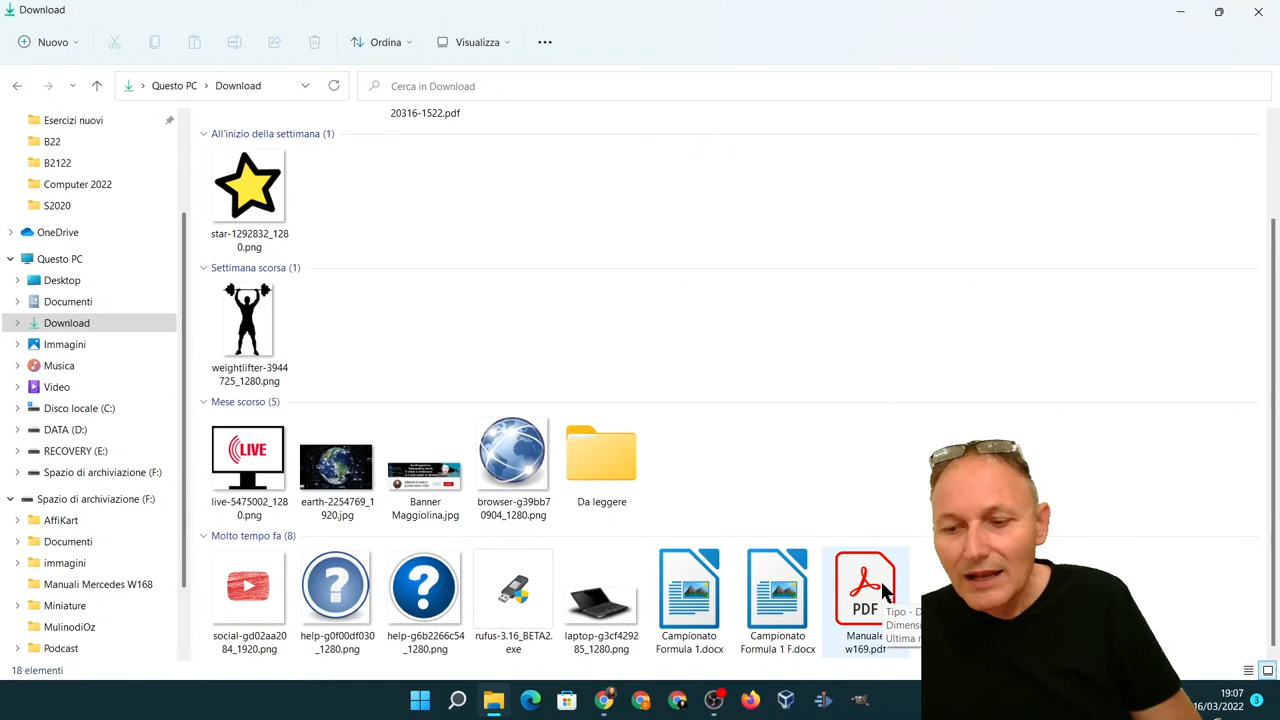 Download
Nuovo
Ordina
Visualizza
Questo PC
Download
Cerca in Download
Esercizi nuovi
B22
B2122
Computer 2022
S2020
OneDrive
Questo PC
Desktop
Documenti
Download
Immagini
Musica
Video
Disco locale (C:)
DATA (D:)
RECOVERY (E:)
Spazio di archiviazione (F:)
Spazio di archiviazione (F:)
AffiKart
Documenti
immagini
Manuali Mercedes W168
Miniature
MulinodiOz
Podcast
20316-1522.pdf
All'inizio della settimana (1)
star-1292832_128
0.png
Settimana scorsa (1)
weightlifter-3944
725_1280.png
Mese scorso (5)
LIVE
live-5475002_128
0.png
earth-2254769_1
920.jpg
Banner
Maggiolina.jpg
browser-g39bb7
0904_1280.png
Da leggere
Molto tempo fa (8)
social-gd02aa20
84_1920.png
help-g0f00df030
_1280.png
help-g6b2266c54
_1280.png
rufus-3.16_BETA2.
exe
laptop-g3cf4292
85_1280.png
Campionato
Formula 1.docx
Campionato
Formula 1 F.docx
PDF
Manuale
w169.pdf
Tipo - D
Dimensi
Ultima
18 elementi
19:07
16/03/2022
3